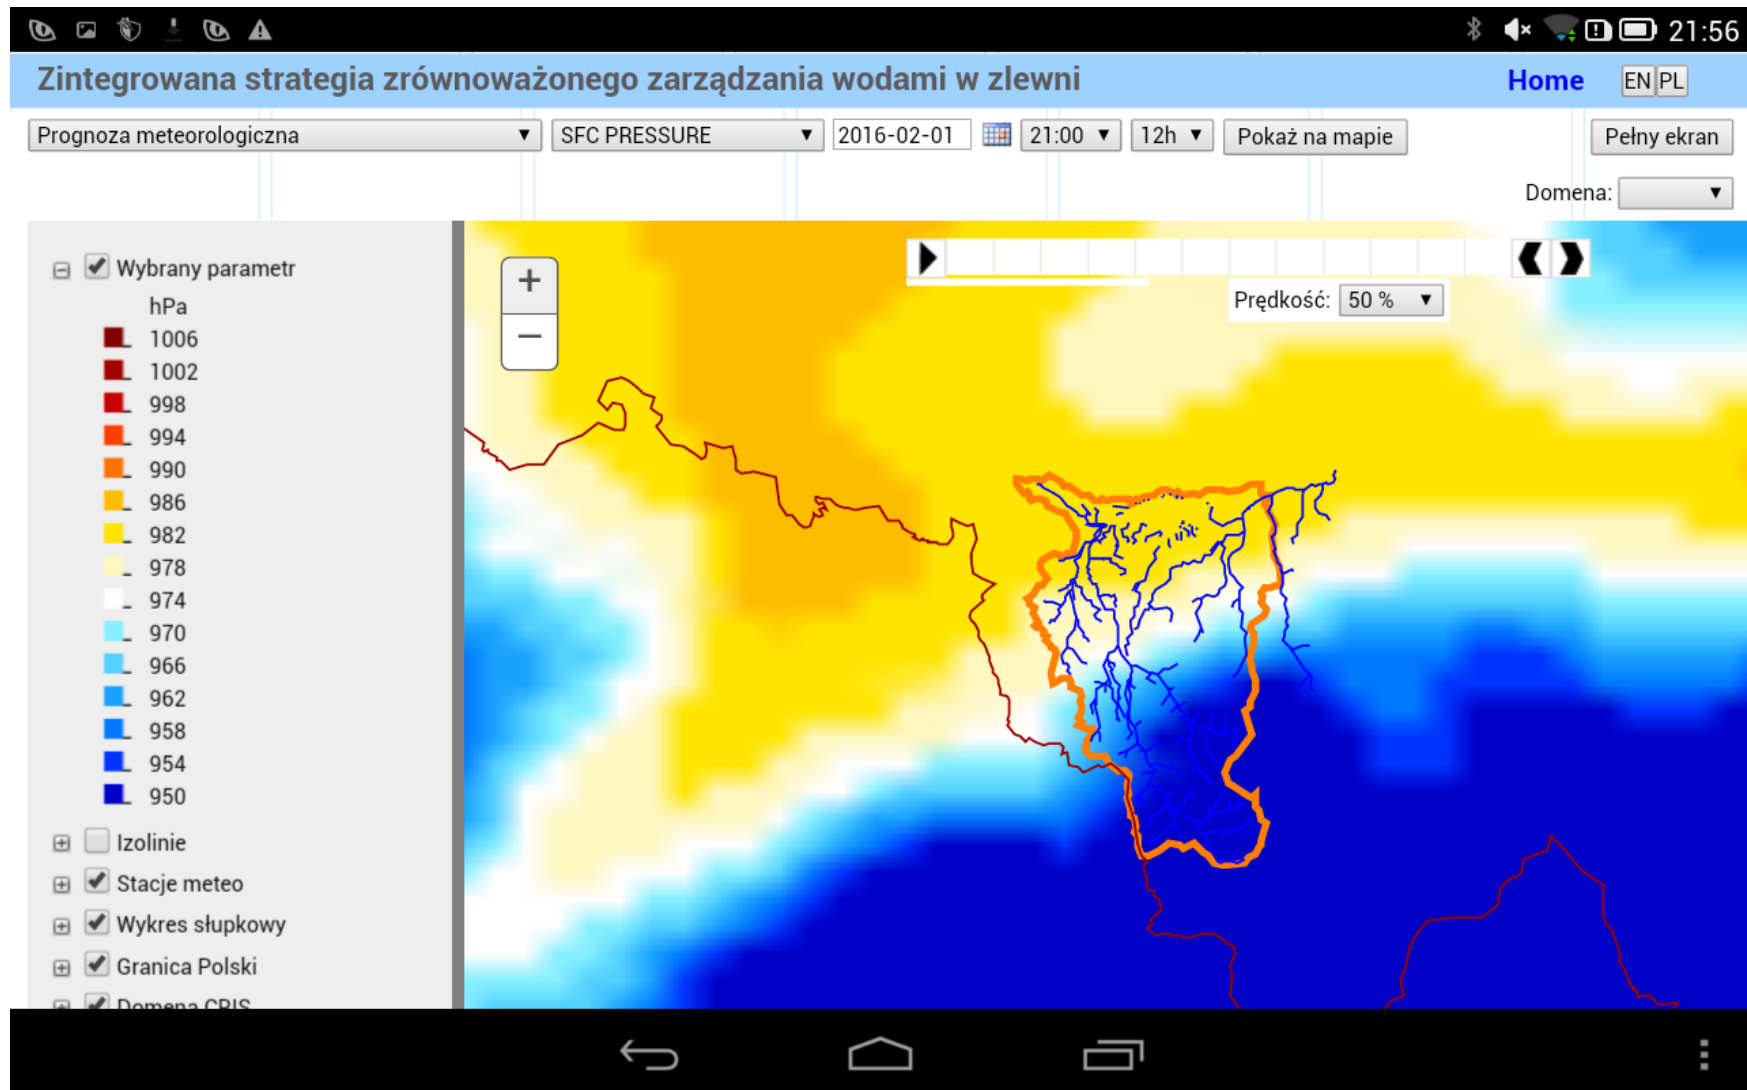 21:56
Zintegrowana strategia zrównoważonego zarządzania wodami w zlewni Home EN PL
Prognoza meteorologiczna SFC PRESSURE 2016-02-01 21:00 12h Pokaż na mapie Pełny ekran
Domena:
Wybrany parametr
hPa
1006
1002
998
994
990
986
982
978
974
970
966
962
958
954
950
Izolinie
Stacje meteo
Wykres słupkowy
Granica Polski
Domena CRIS
+
−
Prędkość: 50 %